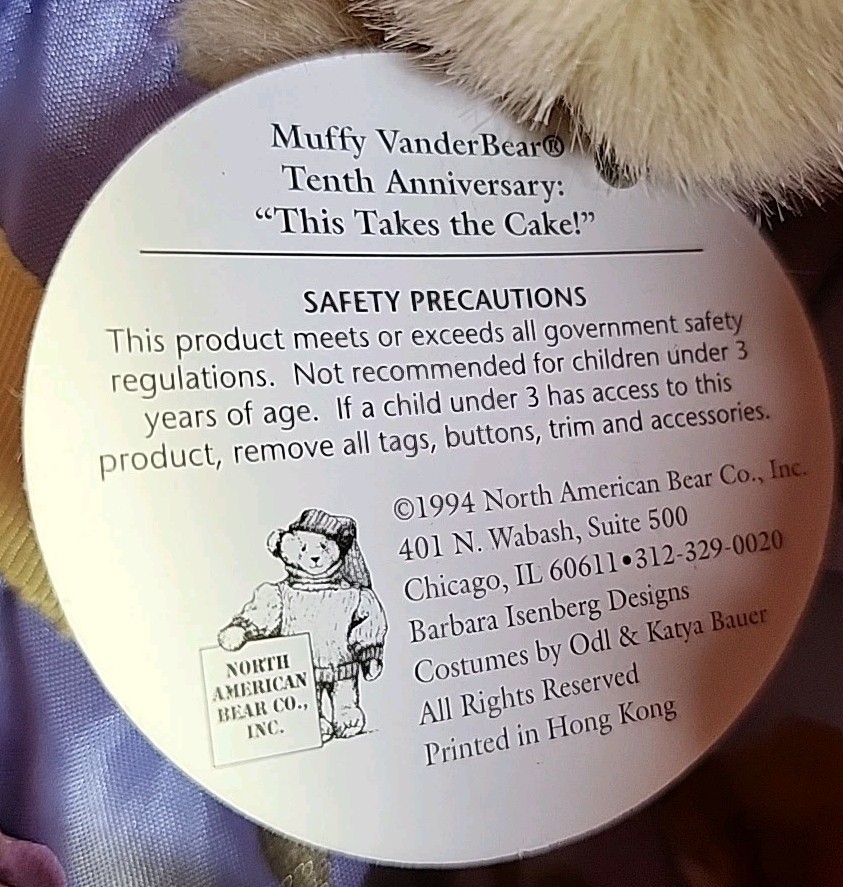 Muffy VanderBear®
Tenth Anniversary:
“This Takes the Cake!”
SAFETY PRECAUTIONS
This product meets or exceeds all government safety
regulations. Not recommended for children under 3
years of age. If a child under 3 has access to this
product, remove all tags, buttons, trim and accessories.
©1994 North American Bear Co., Inc.
401 N. Wabash, Suite 500
Chicago, IL 60611•312-329-0020
Barbara Isenberg Designs
Costumes by Odl & Katya Bauer
All Rights Reserved
Printed in Hong Kong
NORTH
AMERICAN
BEAR CO.,
INC.